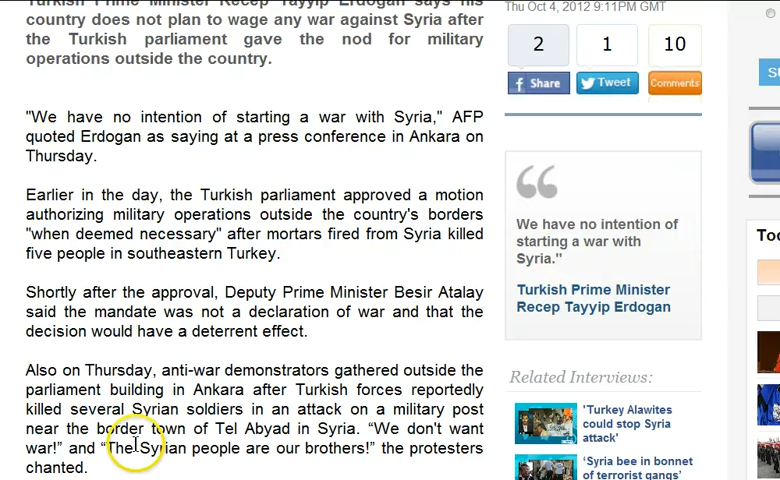 Turkish Prime Minister Recep Tayyip Erdogan says his
country does not plan to wage any war against Syria after
the Turkish parliament gave the nod for military
operations outside the country.
"We have no intention of starting a war with Syria," AFP
quoted Erdogan as saying at a press conference in Ankara on
Thursday.
Earlier in the day, the Turkish parliament approved a motion
authorizing military operations outside the country's borders
"when deemed necessary" after mortars fired from Syria killed
five people in southeastern Turkey.
Shortly after the approval, Deputy Prime Minister Besir Atalay
said the mandate was not a declaration of war and that the
decision would have a deterrent effect.
Also on Thursday, anti-war demonstrators gathered outside the
parliament building in Ankara after Turkish forces reportedly
killed several Syrian soldiers in an attack on a military post
near the border town of Tel Abyad in Syria. “We don't want
war!” and “The Syrian people are our brothers!” the protesters
chanted.
Thu Oct 4, 2012 9:11PM GMT
2 1 10
Share Tweet Comments
We have no intention of
starting a war with
Syria."
Turkish Prime Minister
Recep Tayyip Erdogan
Related Interviews:
‘Turkey Alawites
could stop Syria
attack’
‘Syria bee in bonnet
of terrorist gangs’